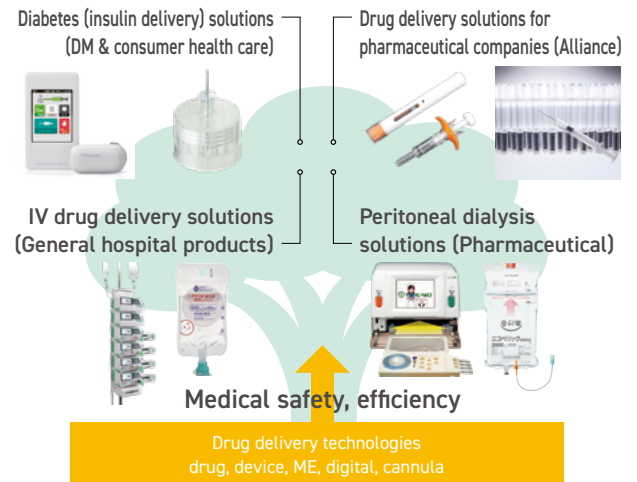 Diabetes (insulin delivery) solutions
(DM & consumer health care)
Drug delivery solutions for
pharmaceutical companies (Alliance)
IV drug delivery solutions
(General hospital products)
Peritoneal dialysis
solutions (Pharmaceutical)
Medical safety, efficiency
Drug delivery technologies
drug, device, ME, digital, cannula